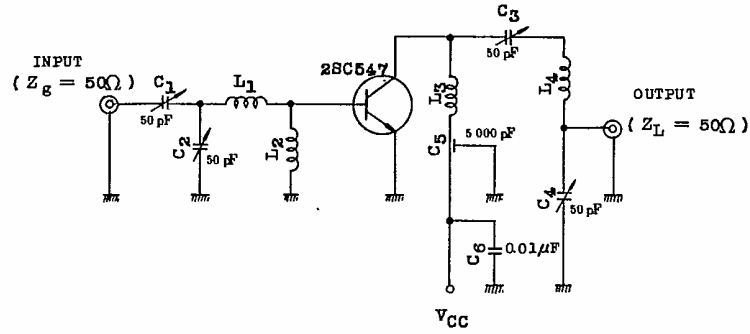 INPUT
( Zg = 50Ω )
C1
50 pF
C2
50 pF
L1
L2
2SC547
L3
C5
5 000 pF
C6
0.01μF
VCC
C3
50 pF
L4
C4
50 pF
OUTPUT
( ZL = 50Ω )